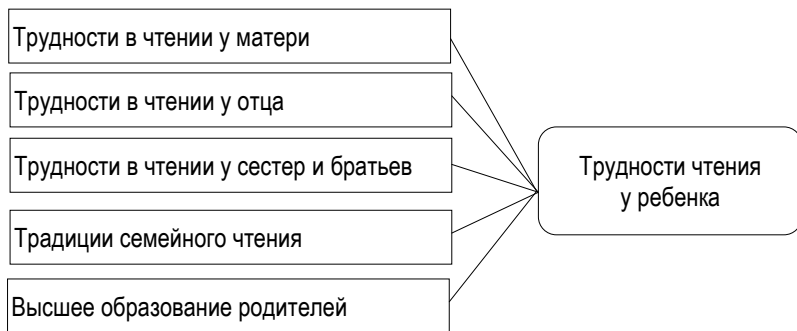 Трудности в чтении у матери
Трудности в чтении у отца
Трудности в чтении у сестер и братьев
Традиции семейного чтения
Высшее образование родителей
Трудности чтения
у ребенка